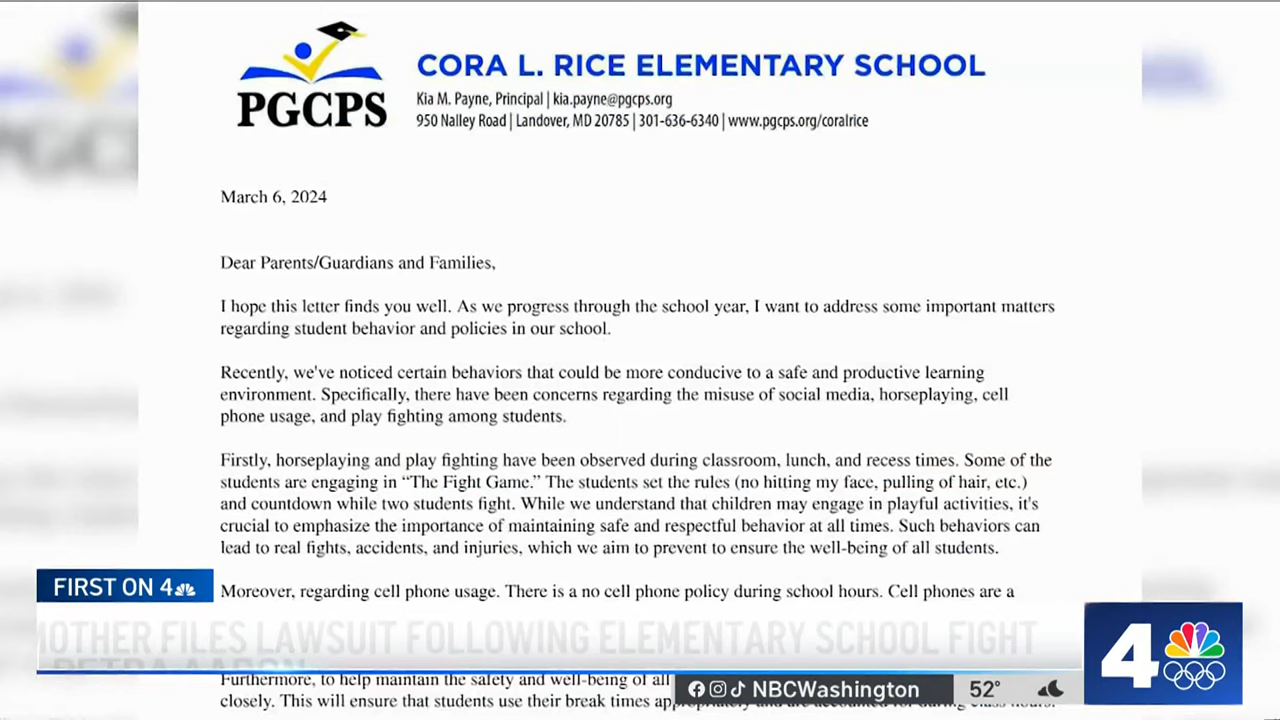 PGCPS
CORA L. RICE ELEMENTARY SCHOOL
Kia M. Payne, Principal | kia.payne@pgcps.org
950 Nalley Road | Landover, MD 20785 | 301-636-6340 | www.pgcps.org/coralrice
March 6, 2024
Dear Parents/Guardians and Families,
I hope this letter finds you well. As we progress through the school year, I want to address some important matters
regarding student behavior and policies in our school.
Recently, we've noticed certain behaviors that could be more conducive to a safe and productive learning
environment. Specifically, there have been concerns regarding the misuse of social media, horseplaying, cell
phone usage, and play fighting among students.
Firstly, horseplaying and play fighting have been observed during classroom, lunch, and recess times. Some of the
students are engaging in “The Fight Game.” The students set the rules (no hitting my face, pulling of hair, etc.)
and countdown while two students fight. While we understand that children may engage in playful activities, it's
crucial to emphasize the importance of maintaining safe and respectful behavior at all times. Such behaviors can
lead to real fights, accidents, and injuries, which we aim to prevent to ensure the well-being of all students.
FIRST ON 4
Moreover, regarding cell phone usage. There is a no cell phone policy during school hours. Cell phones are a
MOTHER FILES LAWSUIT FOLLOWING ELEMENTARY SCHOOL FIGHT
4
Furthermore, to help maintain the safety and well-being of all
NBCWashington
52°
closely. This will ensure that students use their break times appropriately and are accounted for during class hours.